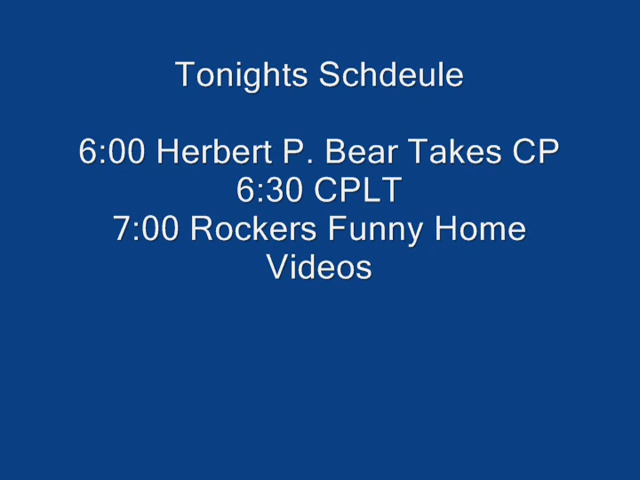 Tonights Schdeule
6:00 Herbert P. Bear Takes CP
6:30 CPLT
7:00 Rockers Funny Home
Videos